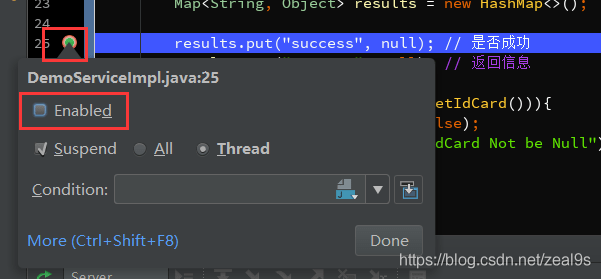 23
Map<String, Object> results = new HashMap<>();
24
25 results.put("success", null); // 是否成功
// 返回信息
DemoServiceImpl.java:25
Enabled
etIdCard())){
lse);
Suspend All Thread
dCard Not be Null")
Condition:
More (Ctrl+Shift+F8) Done
Server
https://blog.csdn.net/zeal9s